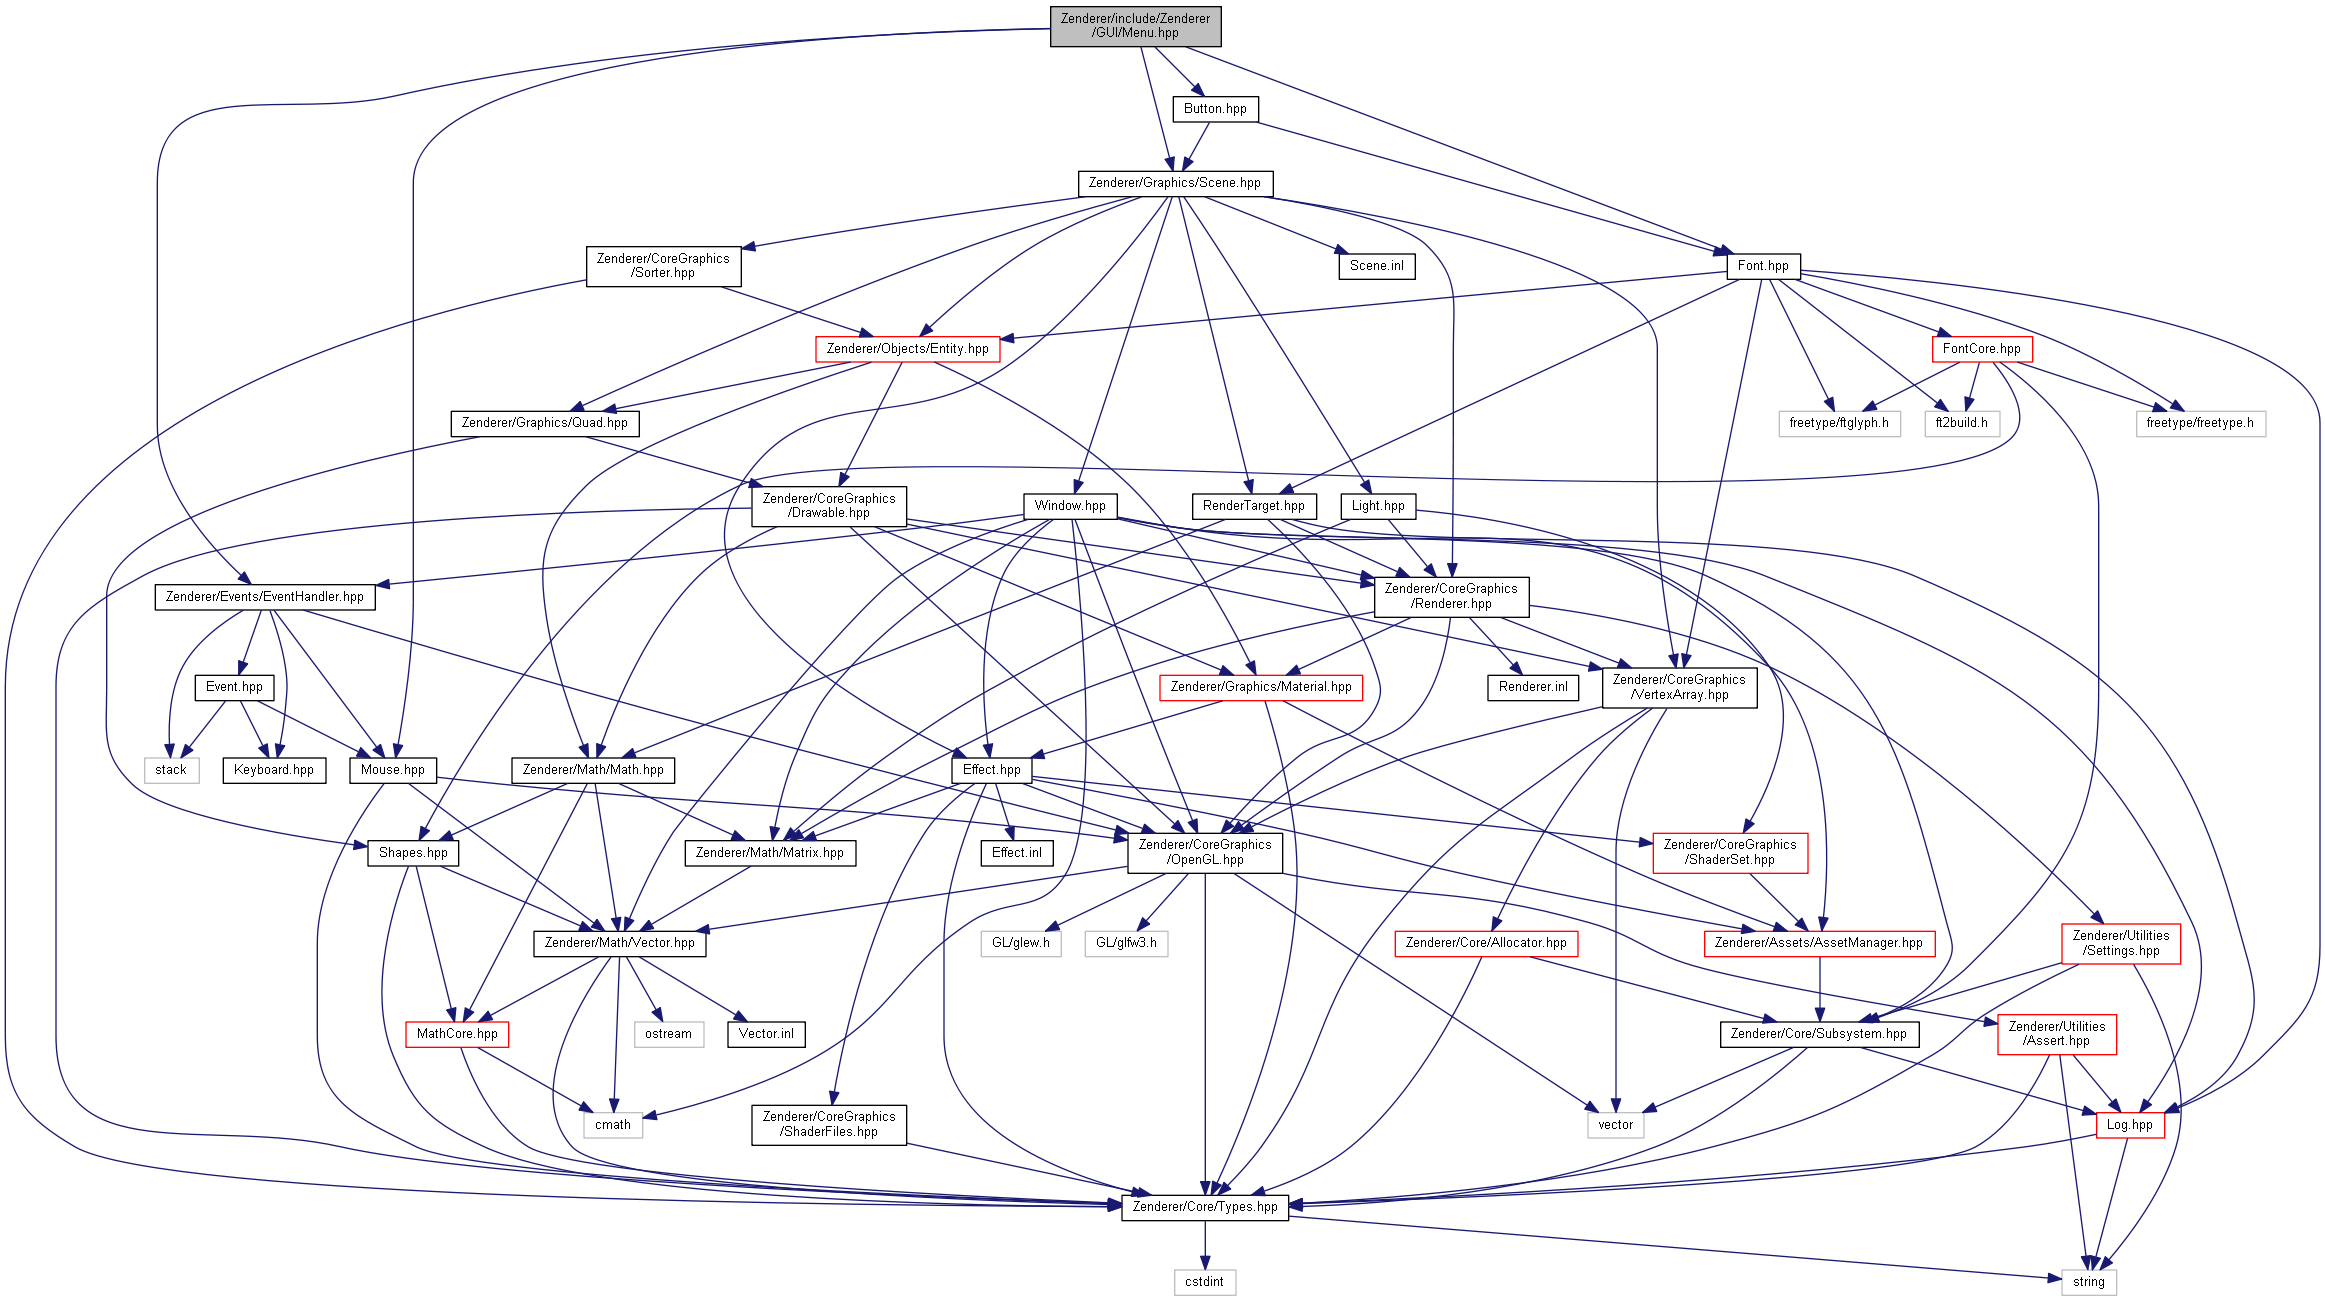 Zenderer/include/Zenderer
/GUI/Menu.hpp
Button.hpp
Zenderer/Graphics/Scene.hpp
Zenderer/CoreGraphics
/Sorter.hpp
Scene.inl
Font.hpp
Zenderer/Objects/Entity.hpp
FontCore.hpp
Zenderer/Graphics/Quad.hpp
freetype/ftglyph.h
ft2build.h
freetype/freetype.h
Zenderer/CoreGraphics
/Drawable.hpp
Window.hpp
RenderTarget.hpp
Light.hpp
Zenderer/Events/EventHandler.hpp
Zenderer/CoreGraphics
/Renderer.hpp
Event.hpp
Zenderer/Graphics/Material.hpp
Renderer.inl
Zenderer/CoreGraphics
/VertexArray.hpp
stack
Keyboard.hpp
Mouse.hpp
Zenderer/Math/Math.hpp
Effect.hpp
Shapes.hpp
Zenderer/Math/Matrix.hpp
Effect.inl
Zenderer/CoreGraphics
/OpenGL.hpp
Zenderer/CoreGraphics
/ShaderSet.hpp
Zenderer/Math/Vector.hpp
GL/glew.h
GL/glfw3.h
Zenderer/Core/Allocator.hpp
Zenderer/Assets/AssetManager.hpp
Zenderer/Utilities
/Settings.hpp
MathCore.hpp
ostream
Vector.inl
Zenderer/Core/Subsystem.hpp
Zenderer/Utilities
/Assert.hpp
cmath
Zenderer/CoreGraphics
/ShaderFiles.hpp
vector
Log.hpp
Zenderer/Core/Types.hpp
cstdint
string